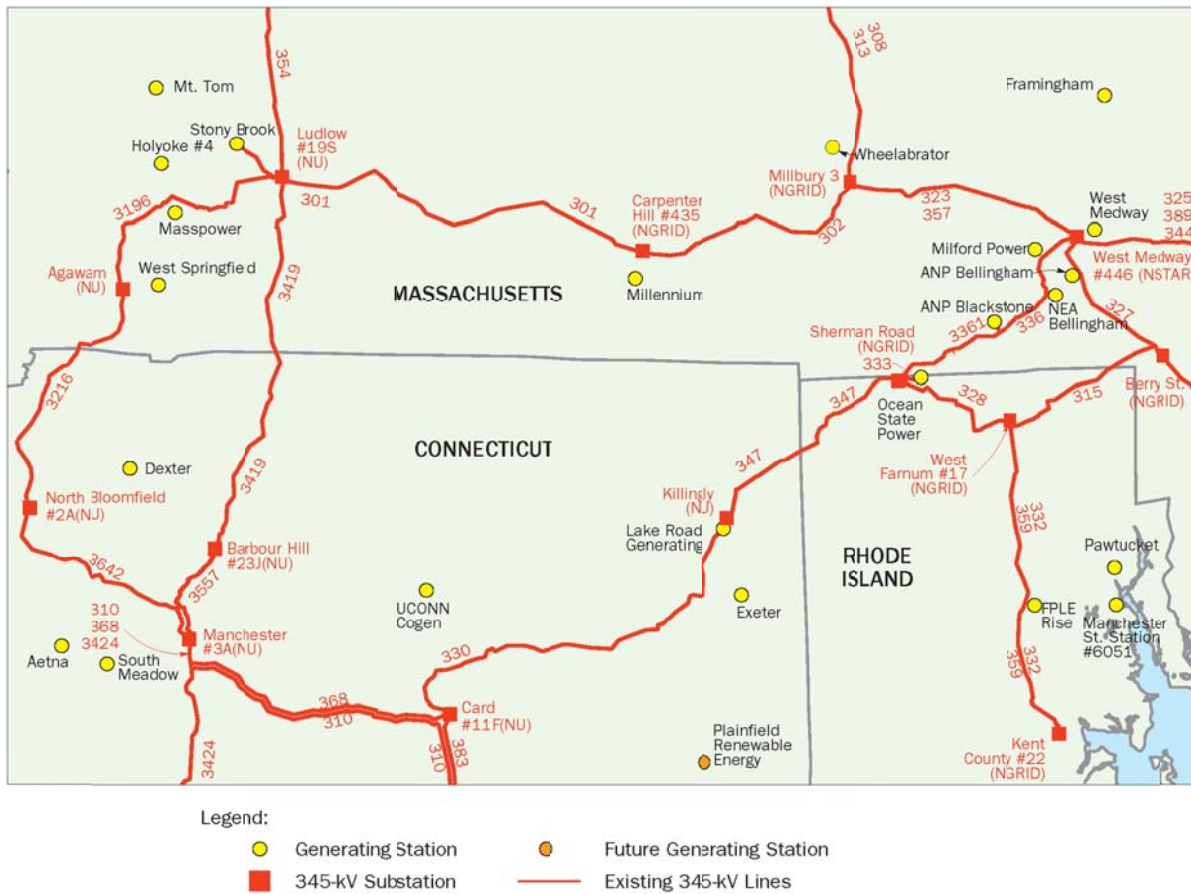 354
308
313
Mt. Tom
Framingham
Stony Brook
Holyoke #4
Ludlow
#19S
(NU)
Wheelabrator
Millbury 3
(NGRID)
301
3196
Masspower
301
Carpenter
Hill #435
(NGRID)
302
323
357
West
Medway
325
389
344
Milford Power
West Medway
#446 (NSTAR)
Agawam
(NJ)
West Springfield
3419
MASSACHUSETTS
Millennium
ANP Bellingham
ANP Blackstone
NEA
Bellingham
3361
336
327
Sherman Road
(NGRID)
333
3216
347
Ocean
State
Power
328
315
Berry St.
(NGRID)
CONNECTICUT
Dexter
3419
347
West
Farnum #17
(NGRID)
North Bloomfield
#2A(NJ)
Killingly
(NJ)
Lake Road
Generating
332
359
Barbour Hill
#23J(NU)
RHODE
ISLAND
Pawtucket
3642
3557
UCONN
Cogen
Exeter
FPLE
Rise
Manchester
St. Station
#6051
310
368
3424
Manchester
#3A(NU)
Aetna
South
Meadow
330
332
359
368
310
Card
#11F(NU)
3424
310
383
Plainfield
Renewable
Energy
Kent
County #22
(NGRID)
Legend:
Generating Station
Future Generating Station
345-kV Substation
Existing 345-kV Lines